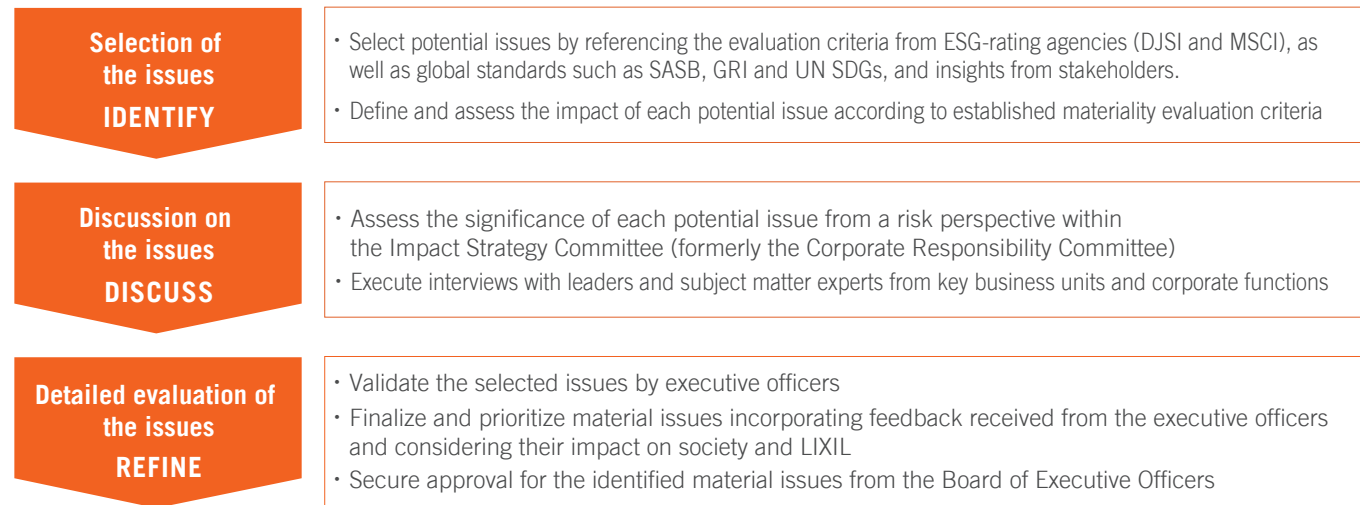 Selection of
the issues
IDENTIFY
・Select potential issues by referencing the evaluation criteria from ESG-rating agencies (DJSI and MSCI), as
well as global standards such as SASB, GRI and UN SDGs, and insights from stakeholders.
・Define and assess the impact of each potential issue according to established materiality evaluation criteria
Discussion on
the issues
DISCUSS
・Assess the significance of each potential issue from a risk perspective within
the Impact Strategy Committee (formerly the Corporate Responsibility Committee)
・Execute interviews with leaders and subject matter experts from key business units and corporate functions
Detailed evaluation of
the issues
REFINE
・Validate the selected issues by executive officers
・Finalize and prioritize material issues incorporating feedback received from the executive officers
and considering their impact on society and LIXIL
・Secure approval for the identified material issues from the Board of Executive Officers